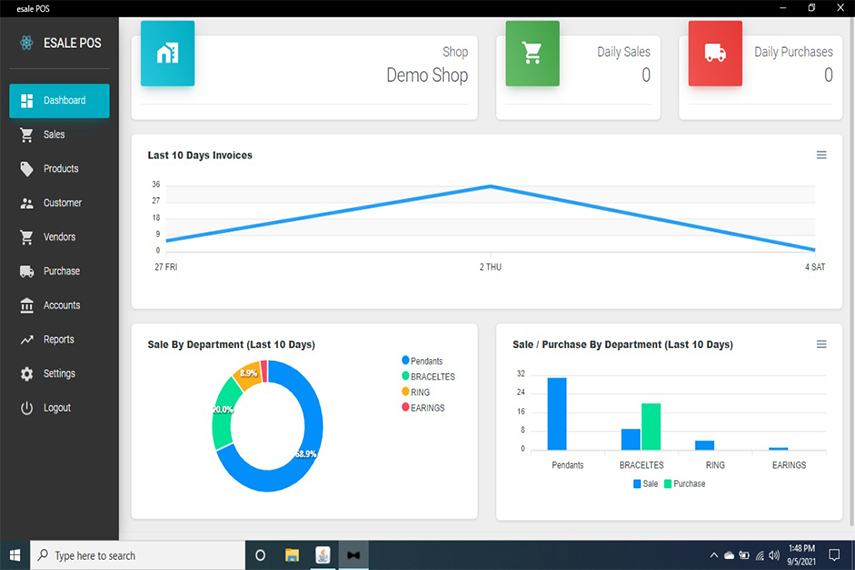 esale POS
ESALE POS
Dashboard
Sales
Products
Customer
Vendors
Purchase
Accounts
Reports
Settings
Logout
Shop
Demo Shop
Daily Sales
0
Daily Purchases
0
Last 10 Days Invoices
36
27
18
9
0
27 FRI
2 THU
4 SAT
Sale By Department (Last 10 Days)
8.9%
20.0%
68.9%
Pendants
BRACELTES
RING
EARINGS
Sale / Purchase By Department (Last 10 Days)
32
24
16
8
0
Pendants
BRACELTES
RING
EARINGS
Sale
Purchase
Type here to search
1:48 PM
9/5/2021